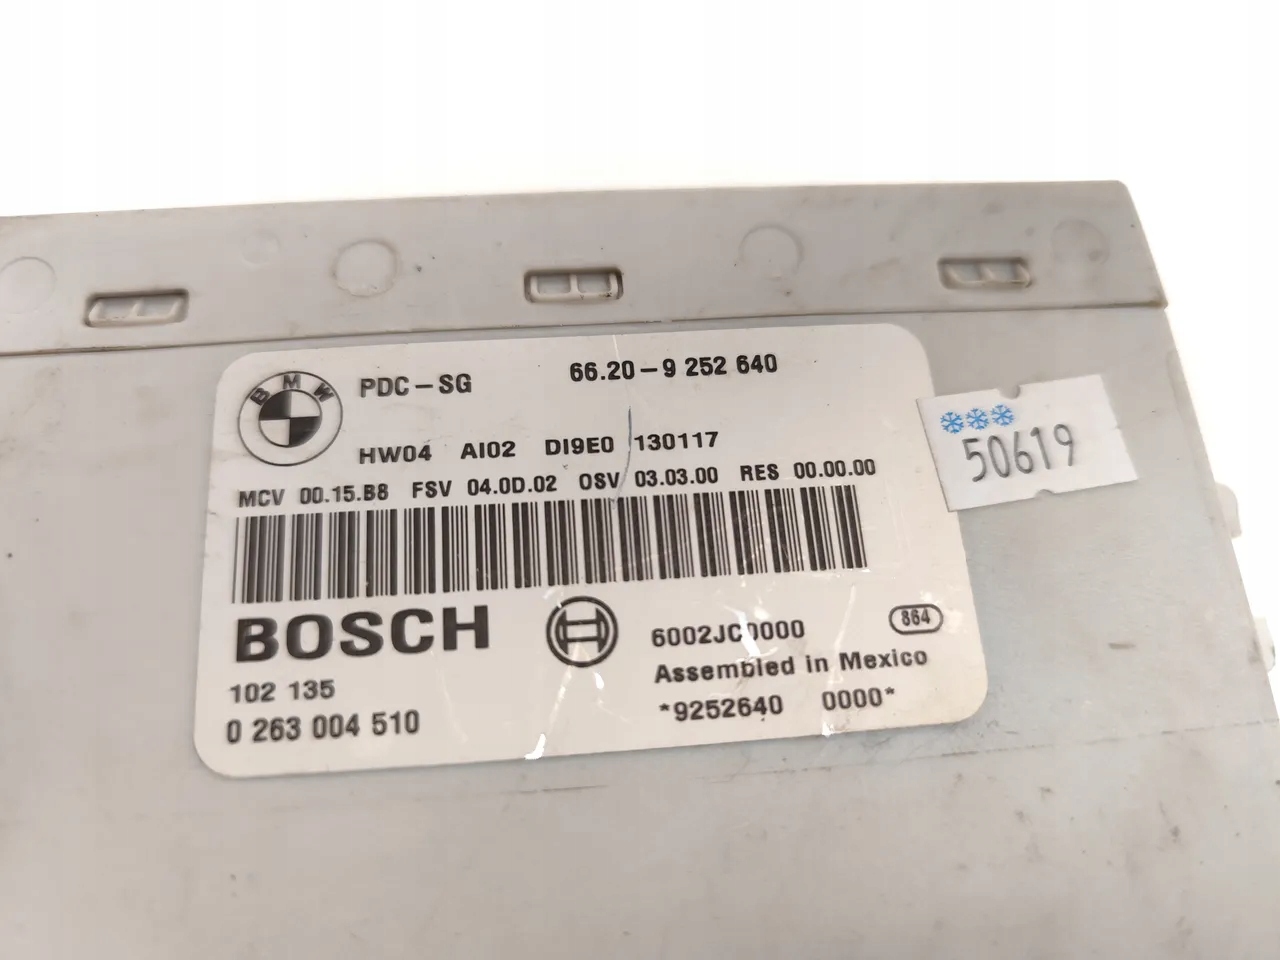 BMW
PDC-SG 66.20-9 252 640
HW04 AI02 DI9E0 130117
MCV 00.15.B8 FSV 04.0D.02 OSV 03.03.00 RES 00.00.00
50619
BOSCH
6002JC0000 864
Assembled in Mexico
102 135
*9252640 0000*
0 263 004 510